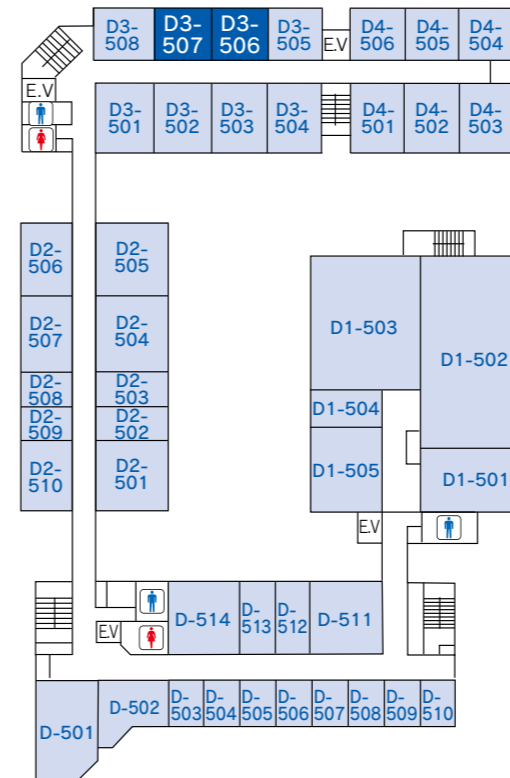 D3-
508
D3-
507
D3-
506
D3-
505
E.V
D4-
506
D4-
505
D4-
504
E.V
D3-
501
D3-
502
D3-
503
D3-
504
D4-
501
D4-
502
D4-
503
D2-
506
D2-
505
D2-
507
D2-
504
D2-
508
D2-
503
D2-
509
D2-
502
D2-
510
D2-
501
D1-503
D1-502
D1-504
D1-505
D1-501
E.V
D-514
D-
513
D-
512
D-511
E.V
D-501
D-502
D-
503
D-
504
D-
505
D-
506
D-
507
D-
508
D-
509
D-
510